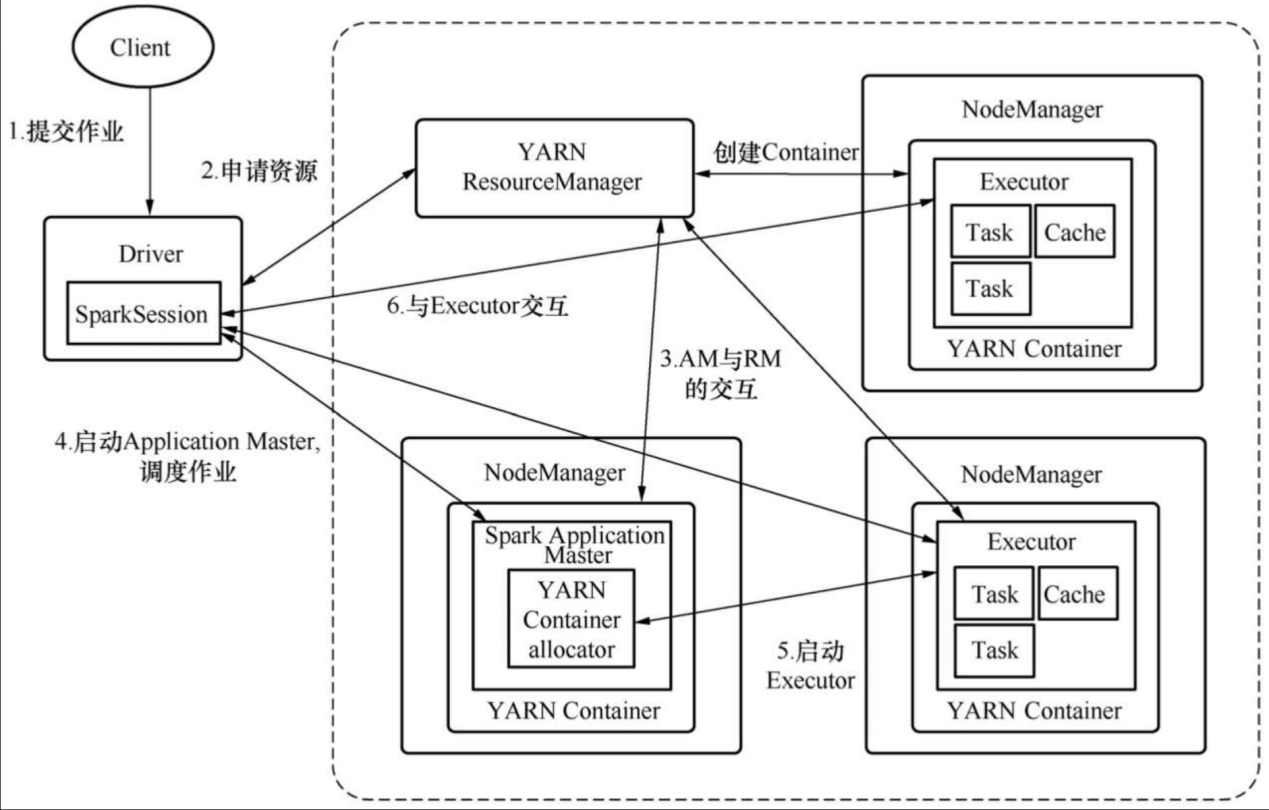 Client
1.提交作业
2.申请资源
YARN
ResourceManager
创建Container
NodeManager
Executor
Task
Cache
Task
YARN Container
Driver
SparkSession
6.与Executor交互
3.AM与RM
的交互
4.启动Application Master,
调度作业
NodeManager
Spark Application
Master
YARN
Container
allocator
YARN Container
5.启动
Executor
NodeManager
Executor
Task
Cache
Task
YARN Container